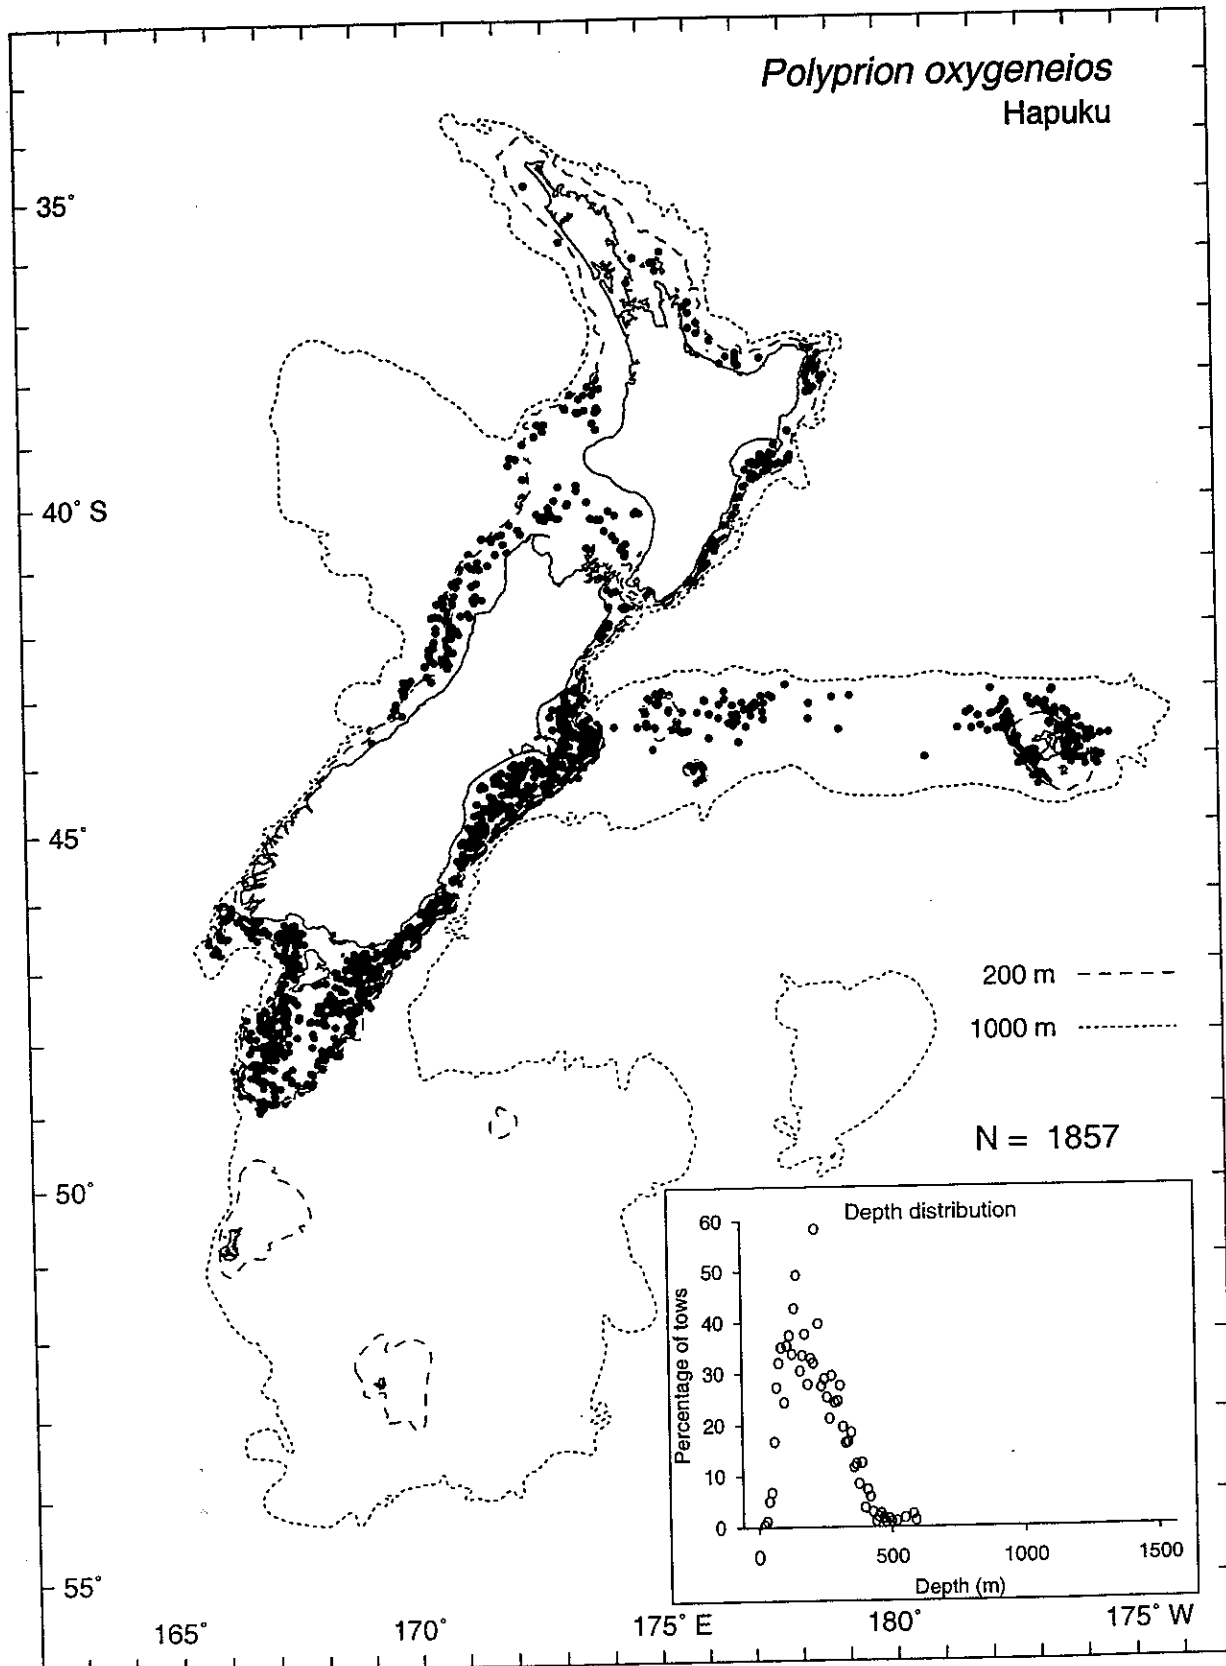 Polyprion oxygeneios
Hapuku
35°
40° S
45°
200 m
1000 m
N = 1857
50°
Depth distribution
60
50
40
30
20
10
0
Percentage of tows
0
500
1000
1500
Depth (m)
55°
165°
170°
175° E
180°
175° W